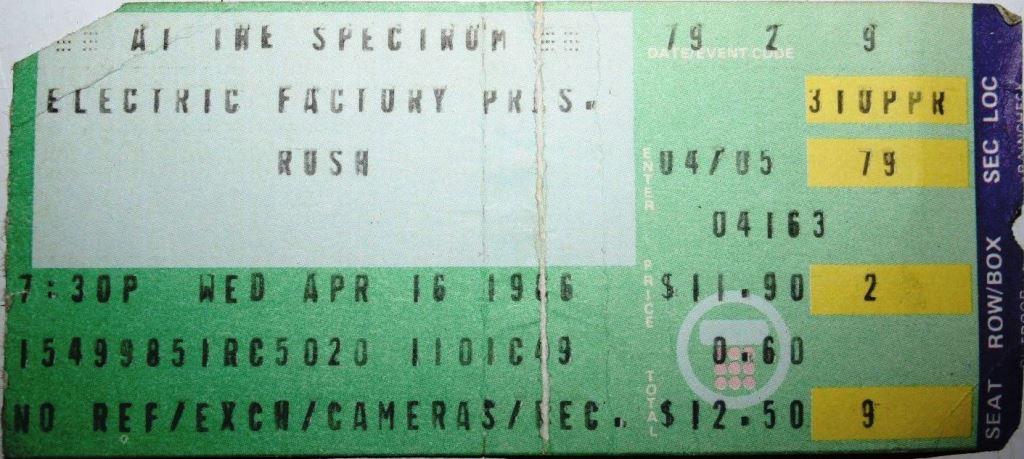 AT THE SPECTRUM
79 2 9
DATE/EVENT CODE
ELECTRIC FACTORY PRES.
31UPPR
RUSH
ENTER
04/05
79
04163
7:30P WED APR 16 1986
PRICE
$11.90
2
15499851RC5020 1101C49
0.60
NO REF/EXCH/CAMERAS/REC.
TOTAL
$12.50
9
SEAT ROW/BOX SEC LOC
RAINCHECK